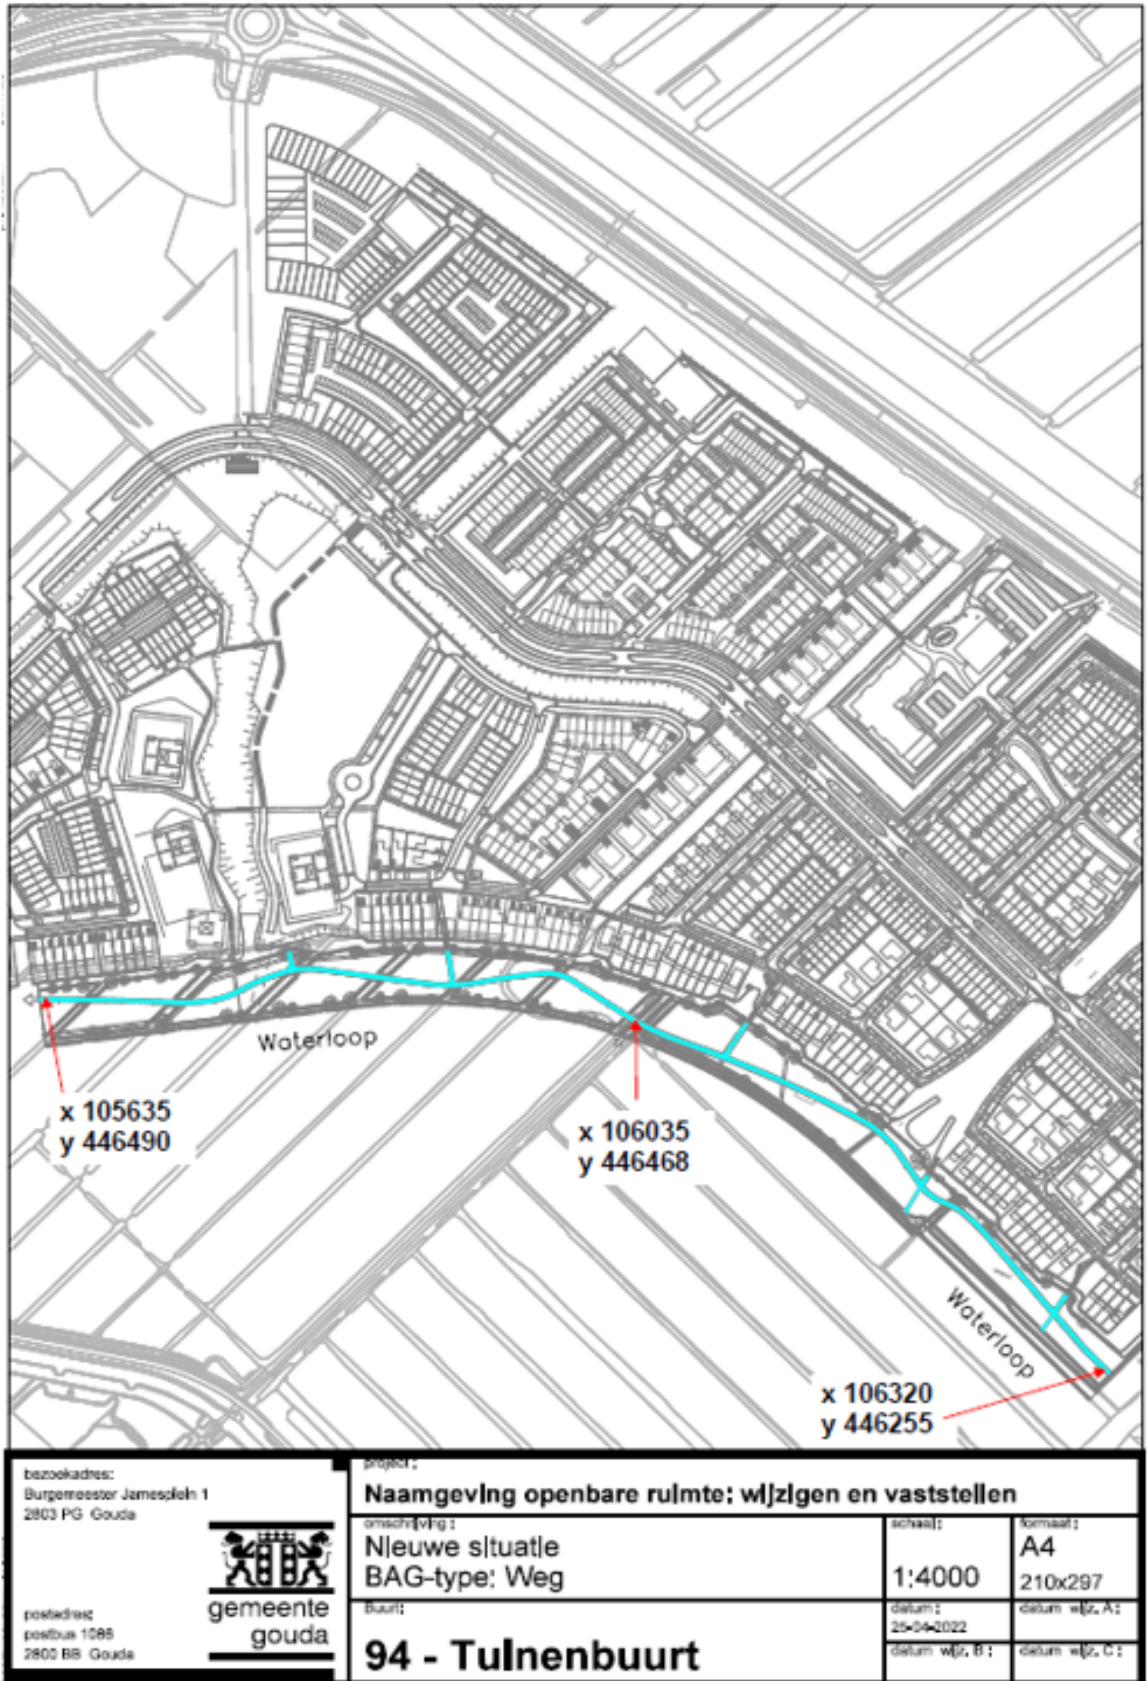 Waterloop
x 105635
y 446490
x 106035
y 446468
Waterloop
x 106320
y 446255
bezoekadres:
Burgemeester Jamesplein 1
2803 PG Gouda
gemeente
gouda
postadres:
postbus 1086
2800 BB Gouda
project:
Naamgeving openbare ruimte: wijzigen en vaststellen
omschrijving:
Nieuwe situatie
BAG-type: Weg
schaal:
1:4000
formaat:
A4
210x297
Buurt:
94 - Tuinenbuurt
datum:
25-04-2022
datum wijz. A:
datum wijz. B:
datum wijz. C: